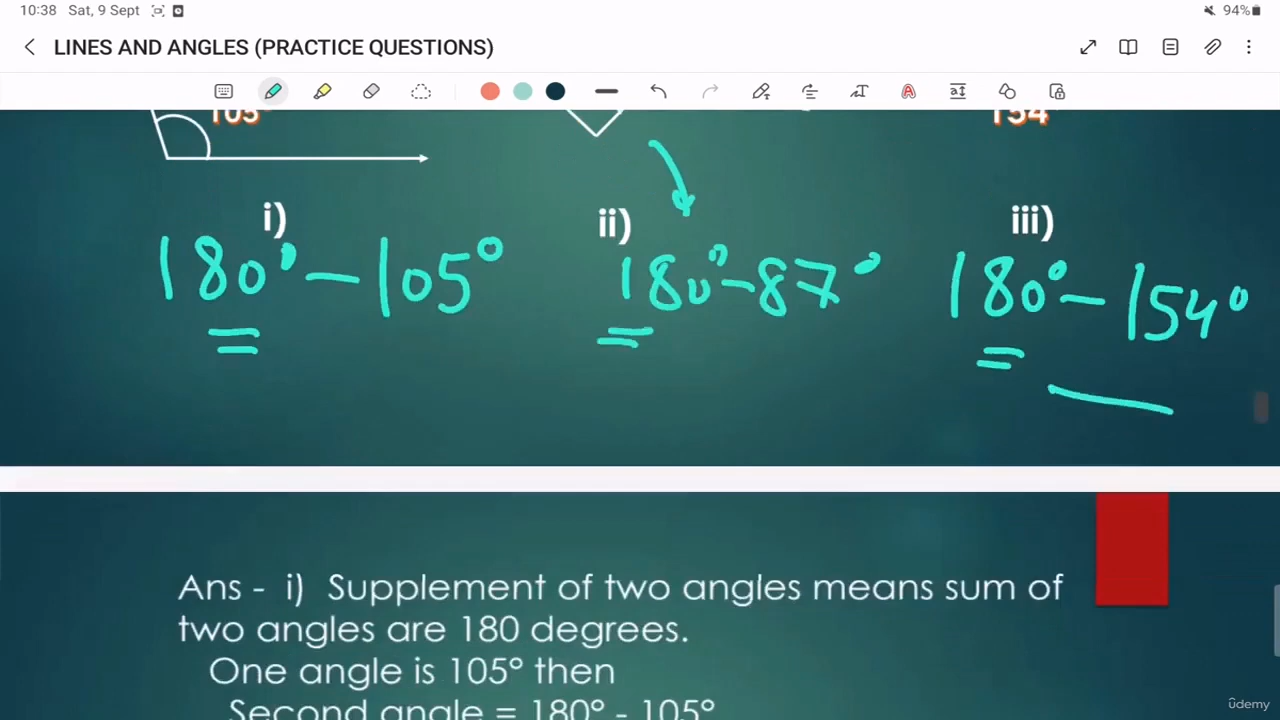 10:38 Sat, 9 Sept 94%
LINES AND ANGLES (PRACTICE QUESTIONS)
105° 154°
i) ii) iii)
180° - 105° 180° - 87° 180° - 154°
Ans - i) Supplement of two angles means sum of
two angles are 180 degrees.
One angle is 105° then
Second angle = 180° - 105°
ûdemy